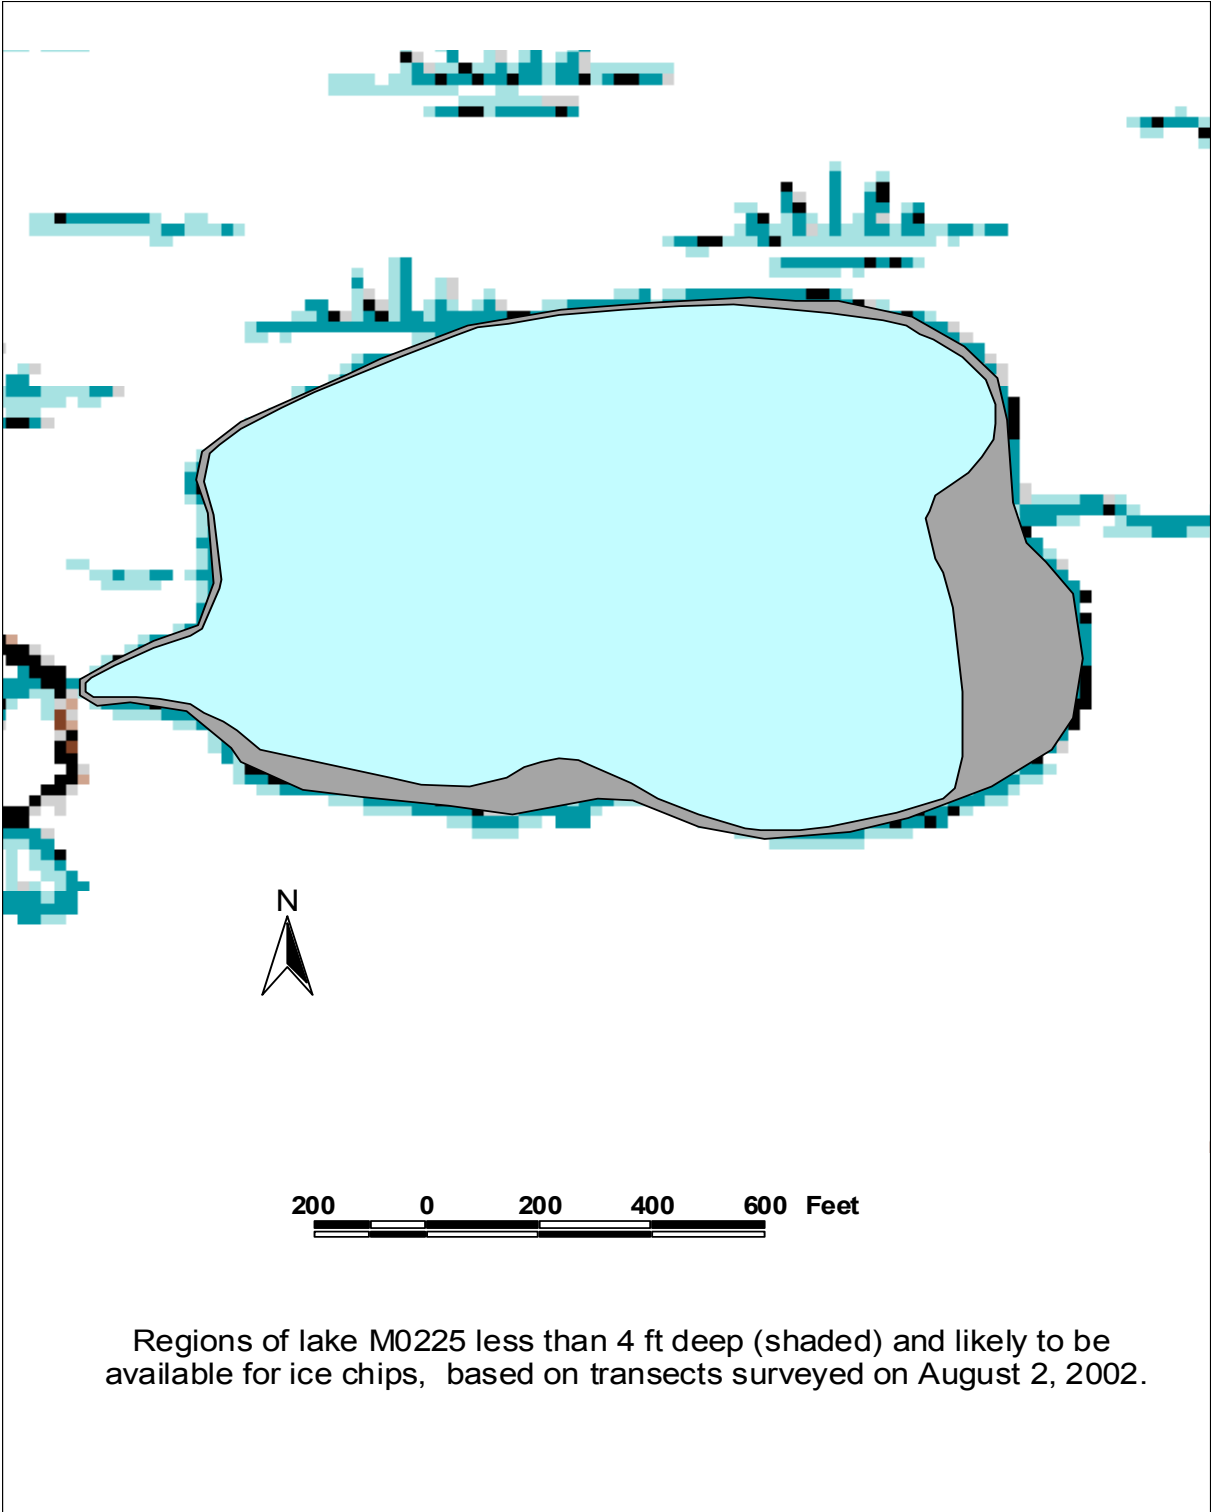 N
200 0 200 400 600 Feet
Regions of lake M0225 less than 4 ft deep (shaded) and likely to be
available for ice chips,  based on transects surveyed on August 2, 2002.